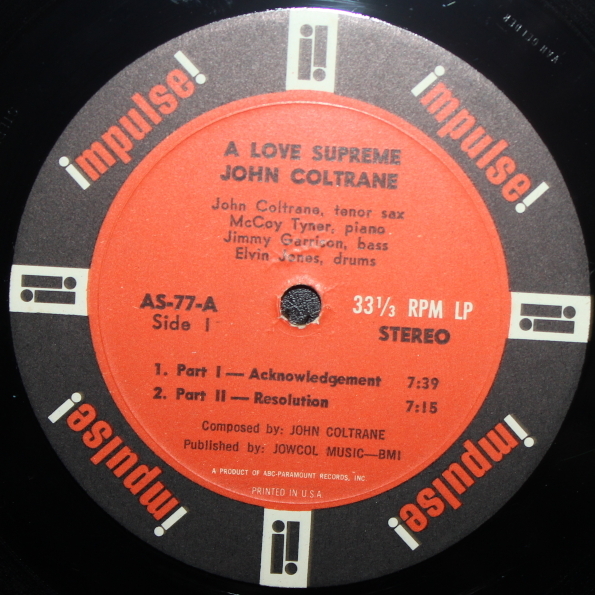 impulse!
impulse!
A LOVE SUPREME
JOHN COLTRANE
John Coltrane, tenor sax
McCoy Tyner, piano
Jimmy Garrison, bass
Elvin Jones, drums
AS-77-A
Side 1
33 1/3 RPM LP
STEREO
1. Part I — Acknowledgement 7:39
2. Part II — Resolution 7:15
Composed by: JOHN COLTRANE
Published by: JOWCOL MUSIC—BMI
A PRODUCT OF ABC-PARAMOUNT RECORDS, INC.
PRINTED IN U.S.A.
impulse!
impulse!